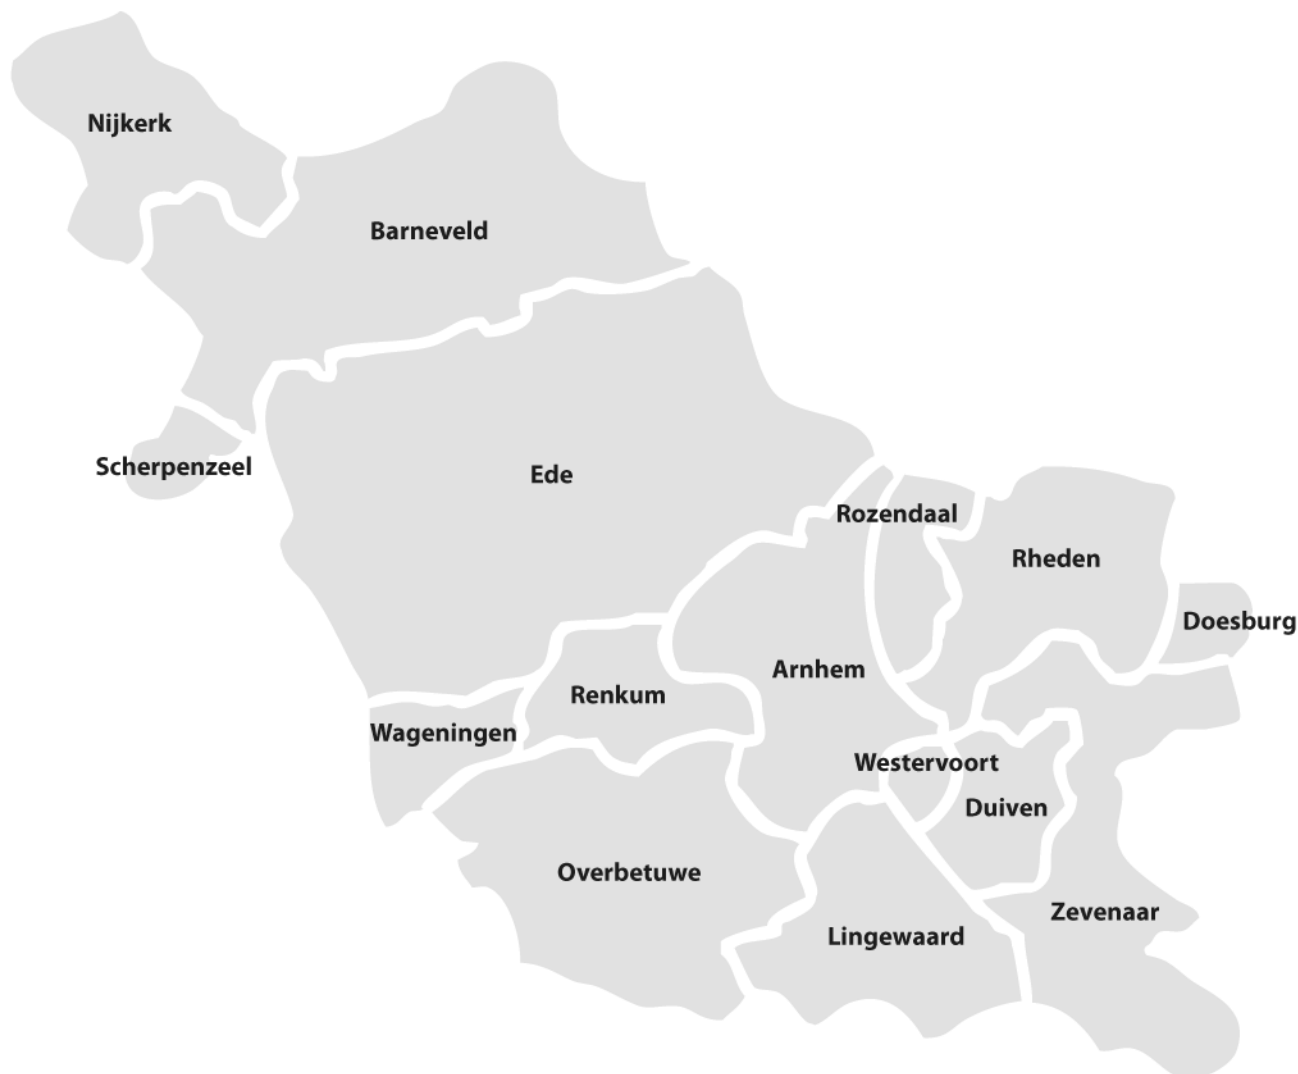 Nijkerk
Barneveld
Scherpenzeel
Ede
Rozendaal
Rheden
Doesburg
Arnhem
Renkum
Wageningen
Westervoort
Duiven
Overbetuwe
Zevenaar
Lingewaard